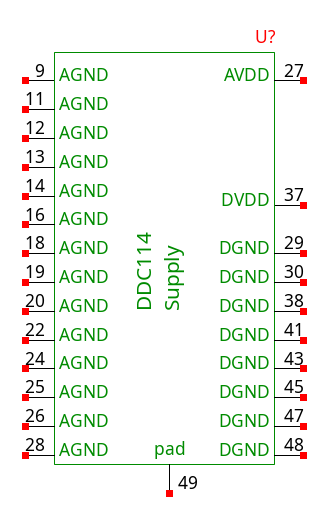 U?
9 AGND AVDD 27
11 AGND
12 AGND
13 AGND
14 AGND DVDD 37
16 AGND
18 AGND DGND 29
19 AGND DGND 30
20 AGND DGND 38
22 AGND DGND 41
24 AGND DGND 43
25 AGND DGND 45
26 AGND DGND 47
28 AGND DGND 48
DDC114
Supply
pad
49